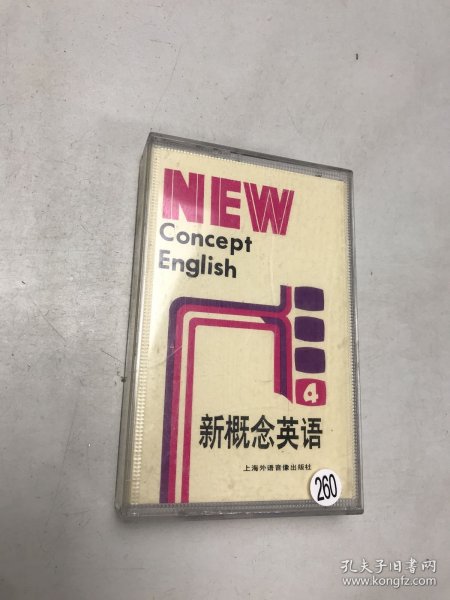 NEW
Concept
English
4
新概念英语
上海外语音像出版社
260
孔夫子旧书网
www.kongfz.com